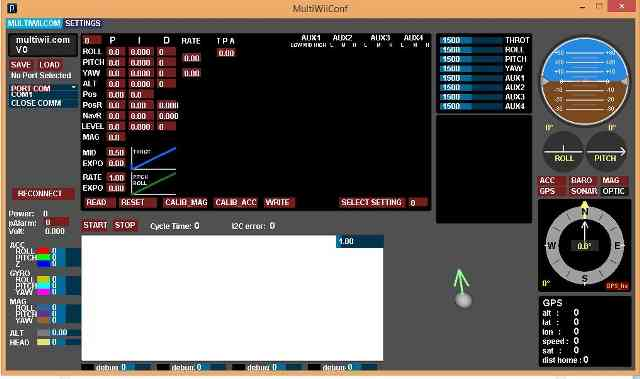 MultiWiiConf
MULTIWII.COM SETTINGS
multiwii.com
V0
SAVE LOAD
No Port Selected
PORT COM
COM1
CLOSE COMM
RECONNECT
Power: 0
pAlarm: 0
Volt: 0.000
ACC
ROLL 0
PITCH 0
Z 0
GYRO
ROLL 0
PITCH 0
YAW 0
MAG
ROLL 0
PITCH 0
YAW 0
ALT 0.00
HEAD 0
0 P I D RATE T P A
ROLL 0.0 0.000 0 0.00
PITCH 0.0 0.000 0 0.00
YAW 0.0 0.000 0 0.00
ALT 0.0 0.000 0
Pos 0.0 0.0
PosR 0.0 0.0 0.000
NavR 0.0 0.00 0.000
LEVEL 0.0 0.000 0
MAG 0.0
MID 0.50 THROT
EXPO 0.00
RATE 1.00 PITCH
ROLL
EXPO 0.00
AUX1 AUX2 AUX3 AUX4
LOW MID HIGH L M H L M H L M H
READ RESET CALIB_MAG CALIB_ACC WRITE SELECT SETTING 0
START STOP Cycle Time: 0 I2C error: 0
1.00
debug 0 debug 0 debug 0 debug 0
1500 THROT
1500 ROLL
1500 PITCH
1500 YAW
1500 AUX1
1500 AUX2
1500 AUX3
1500 AUX4
0° 0°
ROLL PITCH
ACC BARO MAG
GPS SONAR OPTIC
N
W 0.0° E
S
0° GPS_hs
GPS
alt : 0
lat : 0
lon : 0
speed : 0
sat : 0
dist home : 0